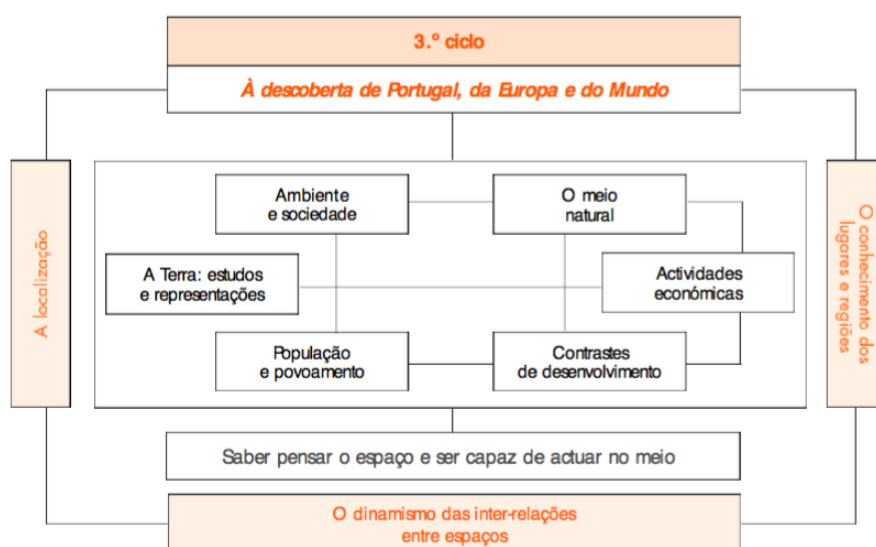 3.º ciclo
À descoberta de Portugal, da Europa e do Mundo
A localização
Ambiente
e sociedade
O meio
natural
A Terra: estudos
e representações
Actividades
económicas
População
e povoamento
Contrastes
de desenvolvimento
O conhecimento dos
lugares e regiões
Saber pensar o espaço e ser capaz de actuar no meio
O dinamismo das inter-relações
entre espaços